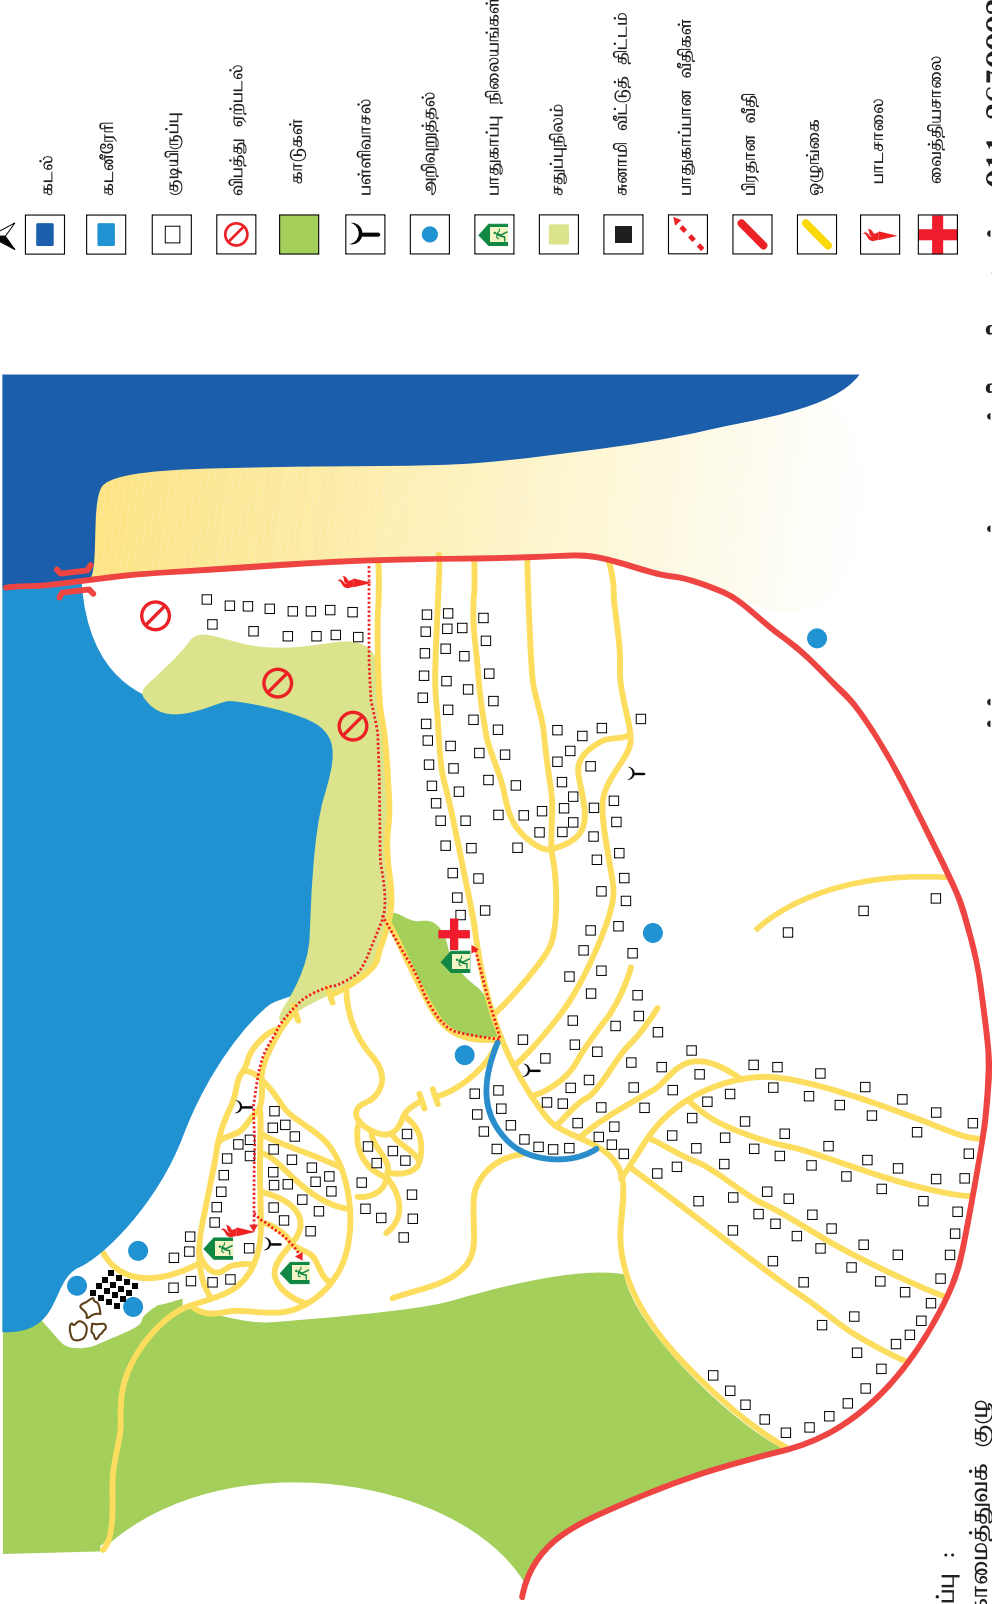 கடல்
கடனீரேரி
குடியிருப்பு
விபத்து ஏற்படல்
காடுகள்
பள்ளிவாசல்
அறிவுறுத்தல்
பாதுகாப்பு நிலையங்கள்
சதுப்புநிலம்
சுனாமி வீட்டுத் திட்டம்
பாதுகாப்பான வீதிகள்
பிரதான வீதி
ஒழுங்கை
பாடசாலை
வைத்தியசாலை